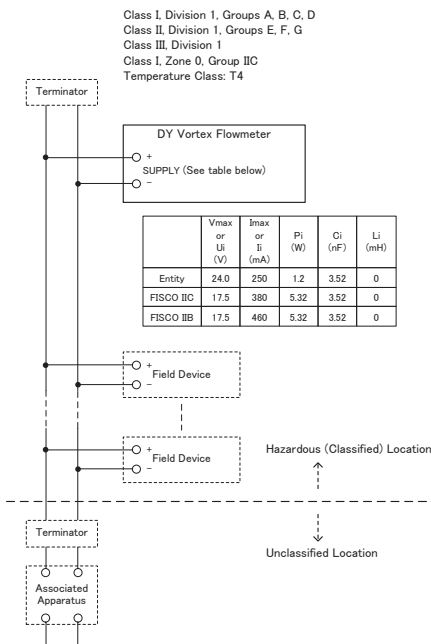 Class I, Division 1, Groups A, B, C, D
Class II, Division 1, Groups E, F, G
Class III, Division 1
Class I, Zone 0, Group IIC
Temperature Class: T4
Terminator
DY Vortex Flowmeter
+
SUPPLY (See table below)
−
Vmax or Ui (V) Imax or Ii (mA) Pi (W) Ci (nF) Li (mH)
Entity 24.0 250 1.2 3.52 0
FISCO IIC 17.5 380 5.32 3.52 0
FISCO IIB 17.5 460 5.32 3.52 0
+
Field Device
−
+
Field Device
−
Hazardous (Classified) Location
Terminator
Unclassified Location
Associated
Apparatus